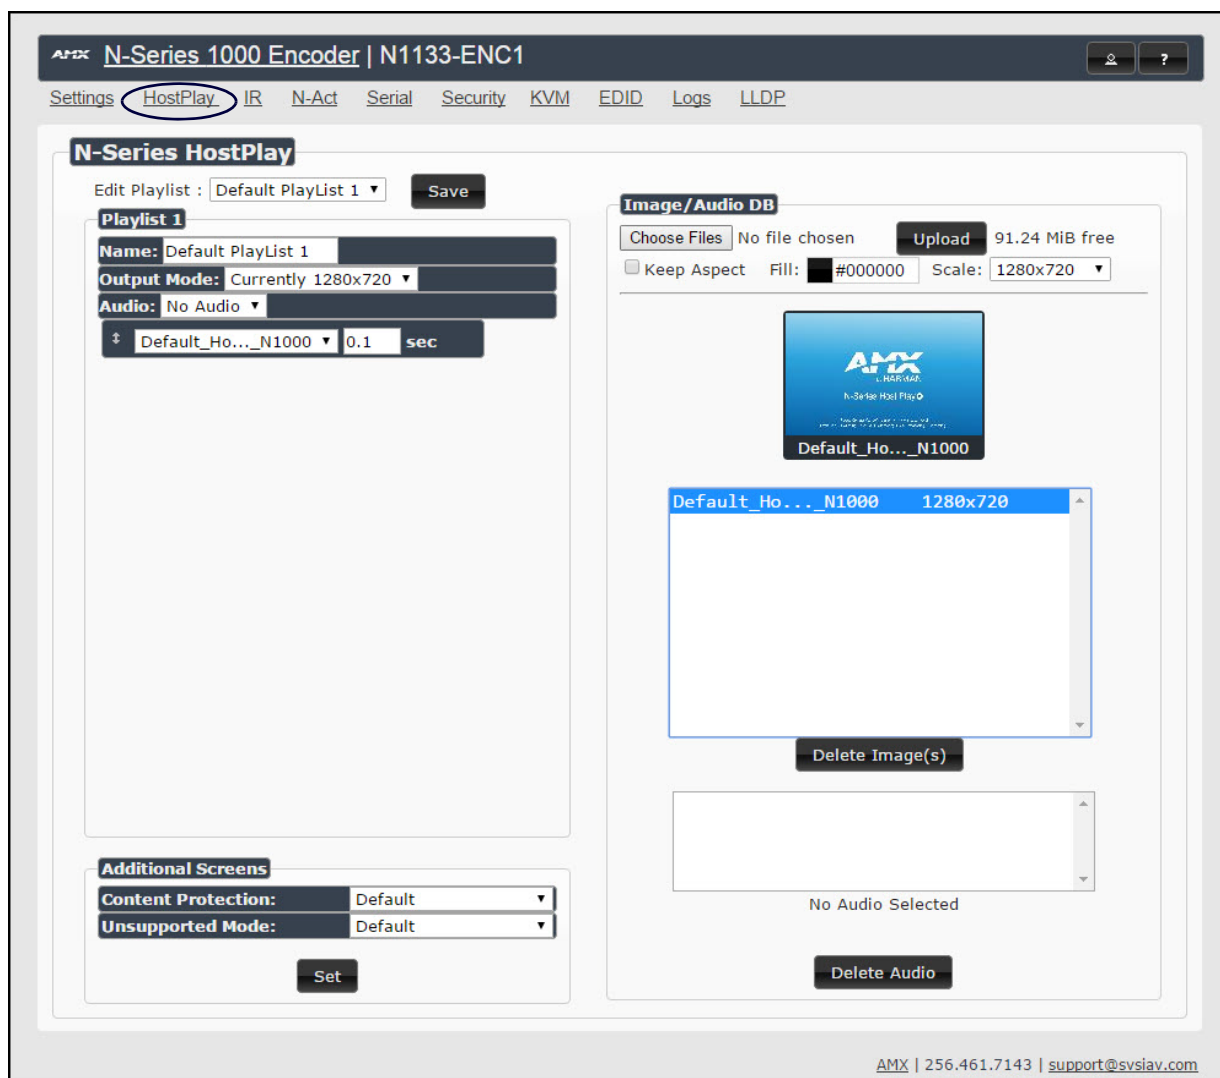 AMX N-Series 1000 Encoder | N1133-ENC1
?
Settings HostPlay IR N-Act Serial Security KVM EDID Logs LLDP
N-Series HostPlay
Edit Playlist : Default PlayList 1 Save
Playlist 1
Name: Default PlayList 1
Output Mode: Currently 1280x720
Audio: No Audio
Default_Ho..._N1000 0.1 sec
Additional Screens
Content Protection: Default
Unsupported Mode: Default
Set
Image/Audio DB
Choose Files No file chosen Upload 91.24 MiB free
Keep Aspect Fill: #000000 Scale: 1280x720
AMX
by HARMAN
N-Series Host Play
Default_Ho..._N1000
Default_Ho..._N1000 1280x720
Delete Image(s)
No Audio Selected
Delete Audio
AMX | 256.461.7143 | support@svsiav.com